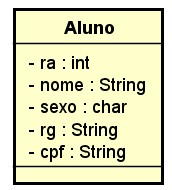 Aluno
- ra : int
- nome : String
- sexo : char
- rg : String
- cpf : String